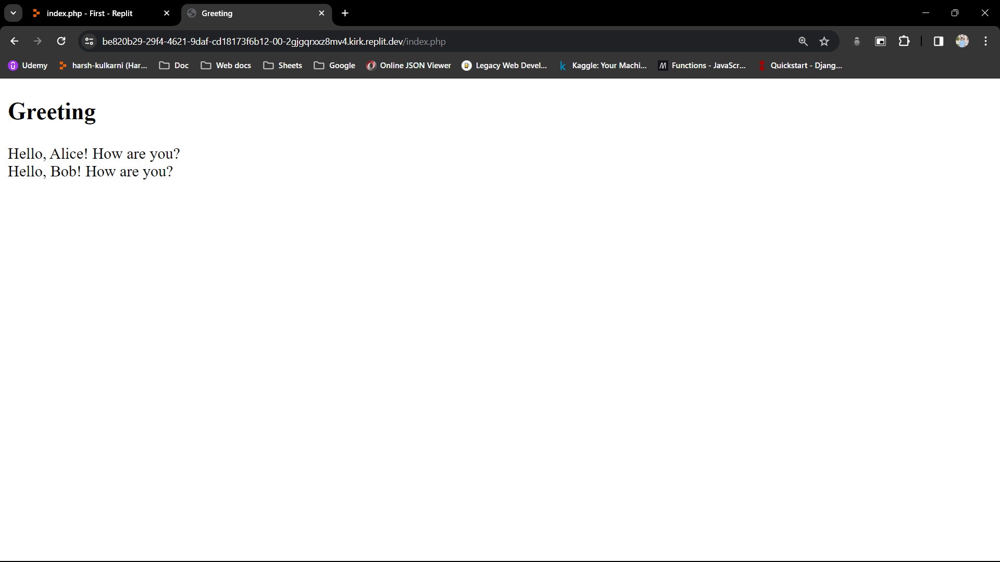 index.php - First - Replit
Greeting
be820b29-29f4-4621-9daf-cd18173f6b12-00-2gjgqrxxz8mv4.kirk.replit.dev/index.php
Udemy harsh-kulkarni (Har... Doc Web docs Sheets Google Online JSON Viewer Legacy Web Devel... Kaggle: Your Machi... Functions - JavaScr... Quickstart - Djang...
Greeting
Hello, Alice! How are you?
Hello, Bob! How are you?